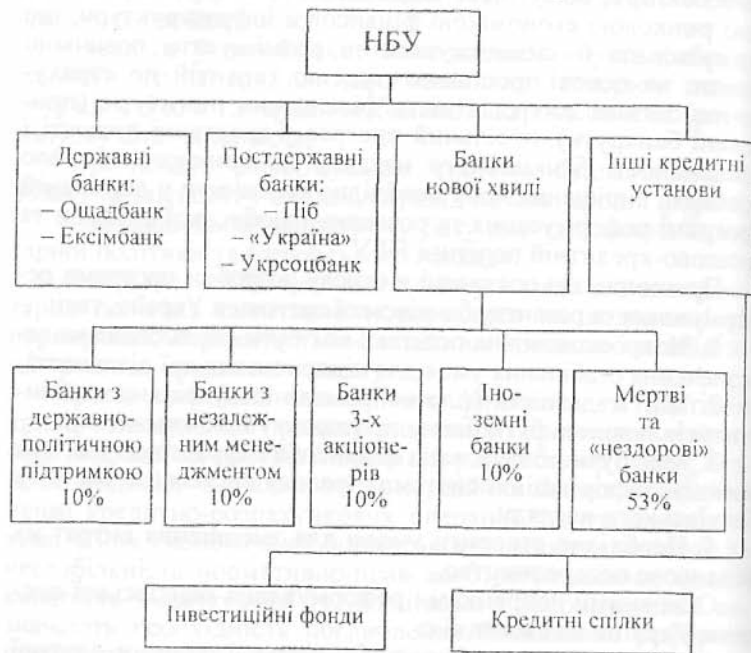 НБУ
Державні
банки:
— Ощадбанк
— Ексімбанк
Постдержавні
банки:
— Піб
— «Україна»
— Укрсоцбанк
Банки
нової хвилі
Інші кредитні
установи
Банки з
державно-
політичною
підтримкою
10%
Банки з
незалеж-
ним мене-
джментом
10%
Банки
3-х
акціоне-
рів
10%
Іно-
земні
банки
10%
Мертві
та
«нездорові»
банки
53%
Інвестиційні фонди
Кредитні спілки